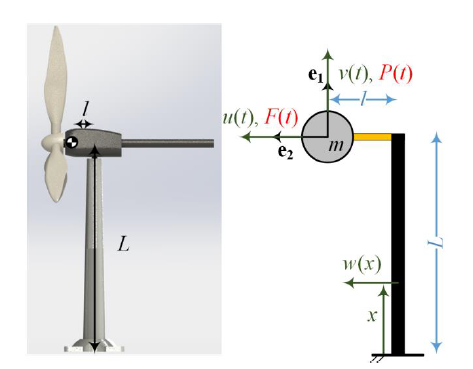 l
L
e₁
v(t), P(t)
l
u(t), F(t)
e₂
m
L
w(x)
x